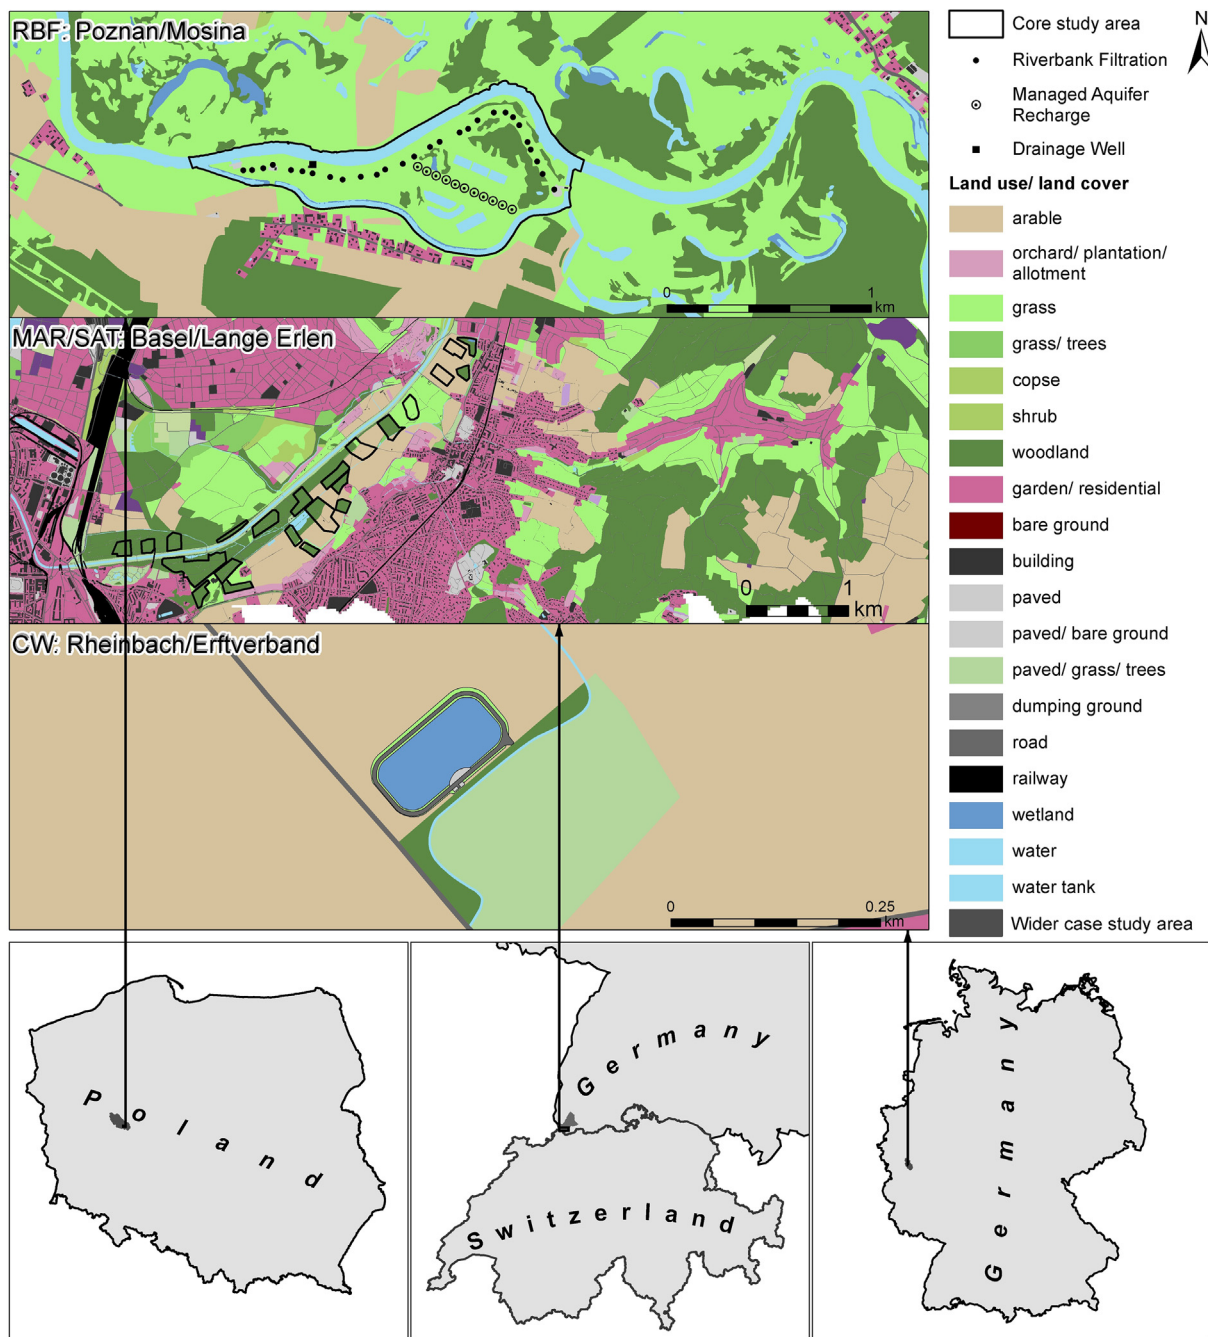 RBF: Poznan/Mosina
0
1
km
MAR/SAT: Basel/Lange Erlen
0
1
km
CW: Rheinbach/Erftverband
0
0.25
km
Core study area
N
Riverbank Filtration
Managed Aquifer
Recharge
Drainage Well
Land use/ land cover
arable
orchard/ plantation/
allotment
grass
grass/ trees
copse
shrub
woodland
garden/ residential
bare ground
building
paved
paved/ bare ground
paved/ grass/ trees
dumping ground
road
railway
wetland
water
water tank
Wider case study area
Poland
Germany
Switzerland
Germany